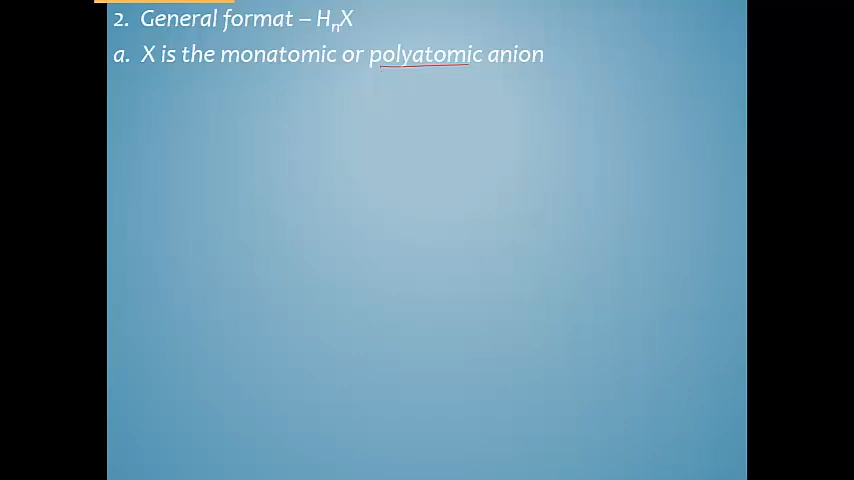 2. General format – HₙX
a. X is the monatomic or polyatomic anion